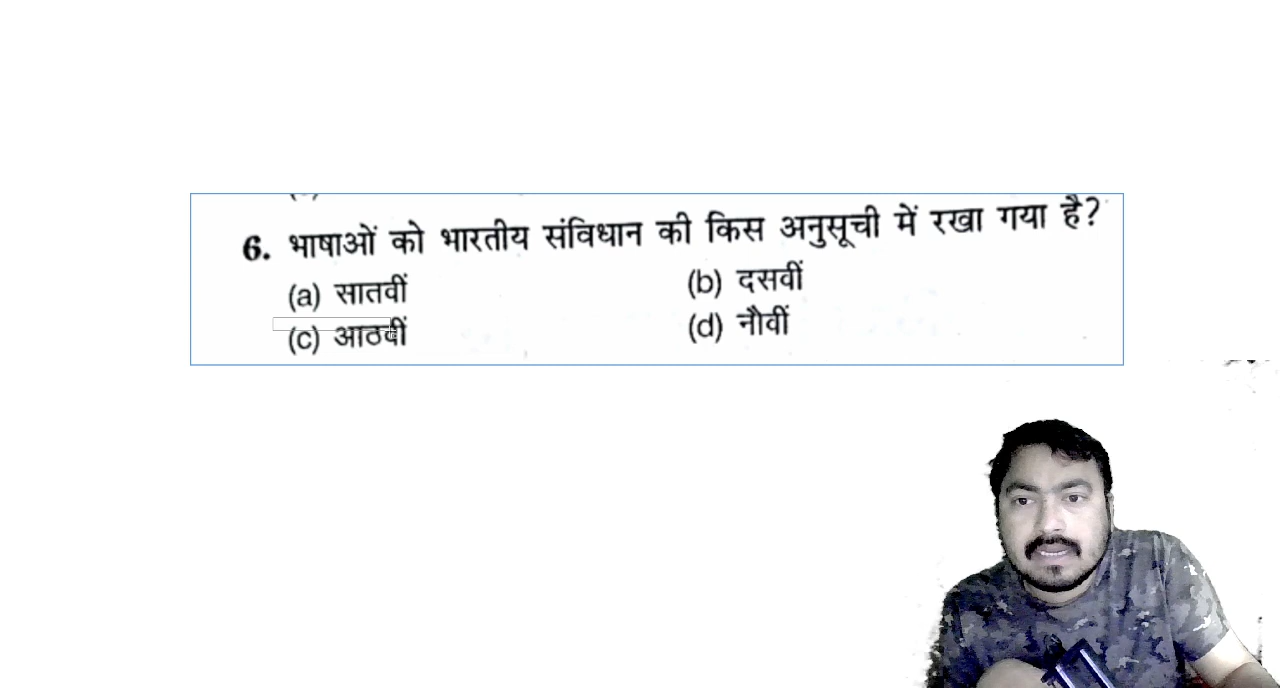 6. भाषाओं को भारतीय संविधान की किस अनुसूची में रखा गया है?
(a) सातवीं (b) दसवीं
(c) आठवीं (d) नौवीं